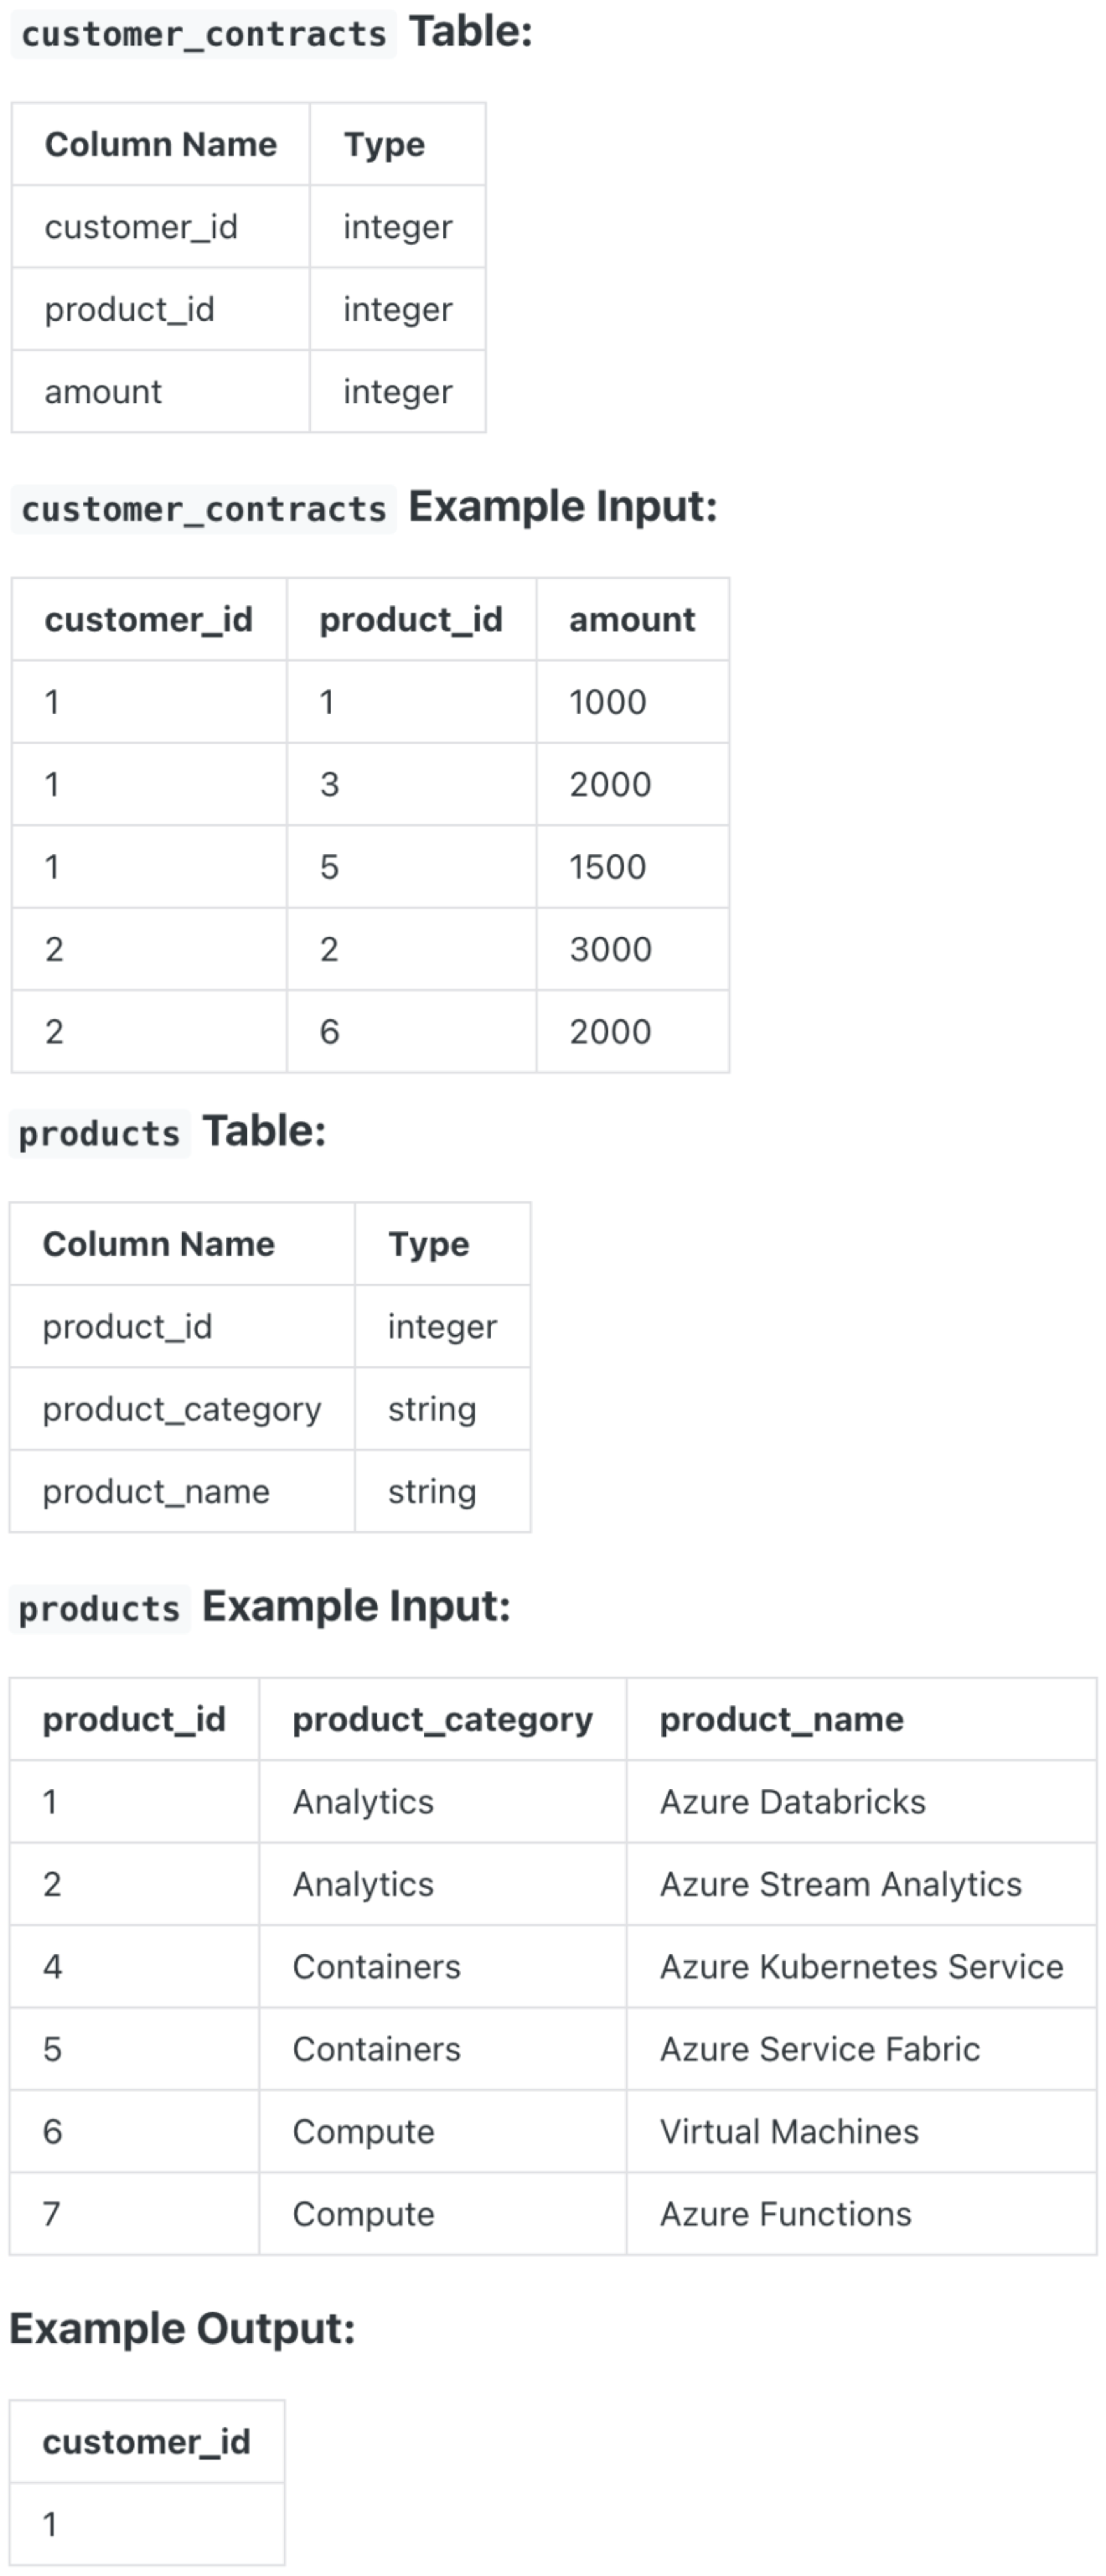 customer_contracts Table:
Column Name Type
customer_id integer
product_id integer
amount integer
customer_contracts Example Input:
customer_id product_id amount
1 1 1000
1 3 2000
1 5 1500
2 2 3000
2 6 2000
products Table:
Column Name Type
product_id integer
product_category string
product_name string
products Example Input:
product_id product_category product_name
1 Analytics Azure Databricks
2 Analytics Azure Stream Analytics
4 Containers Azure Kubernetes Service
5 Containers Azure Service Fabric
6 Compute Virtual Machines
7 Compute Azure Functions
Example Output:
customer_id
1